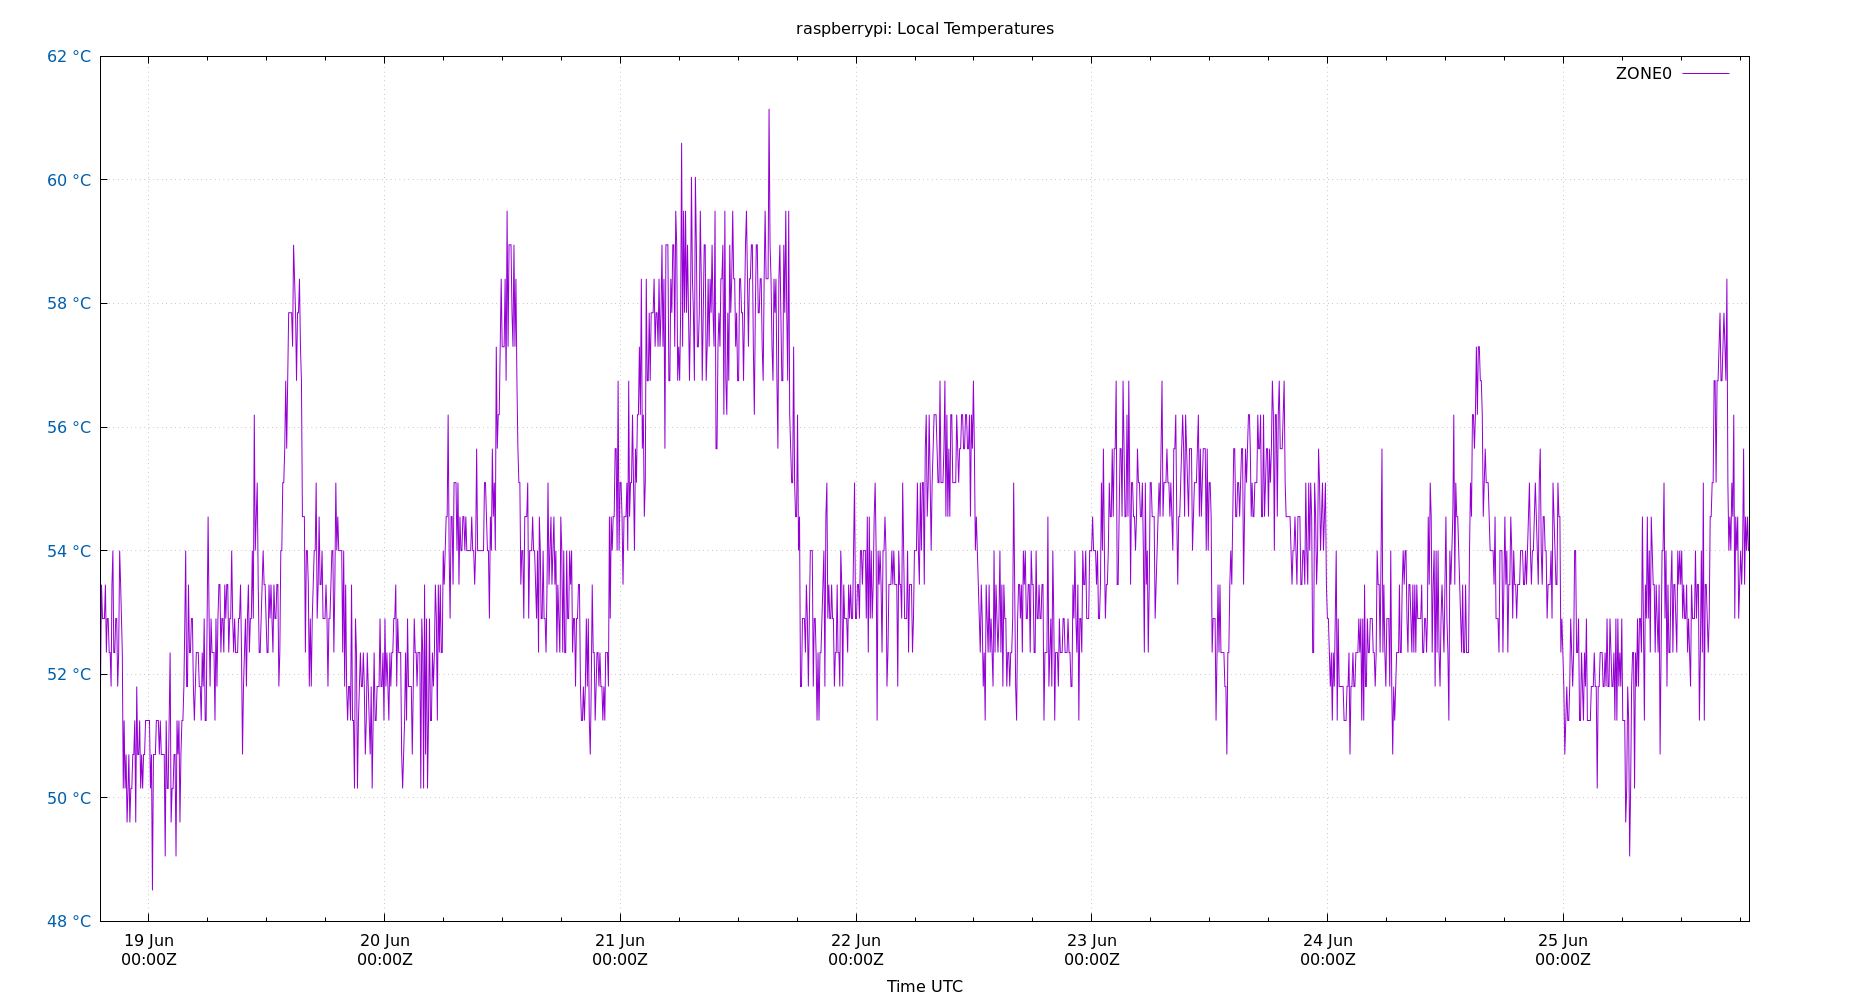 raspberrypi: Local Temperatures
62 °C
ZONE0
60 °C
58 °C
56 °C
54 °C
52 °C
50 °C
48 °C
19 Jun 20 Jun 21 Jun 22 Jun 23 Jun 24 Jun 25 Jun
00:00Z 00:00Z 00:00Z 00:00Z 00:00Z 00:00Z 00:00Z
Time UTC